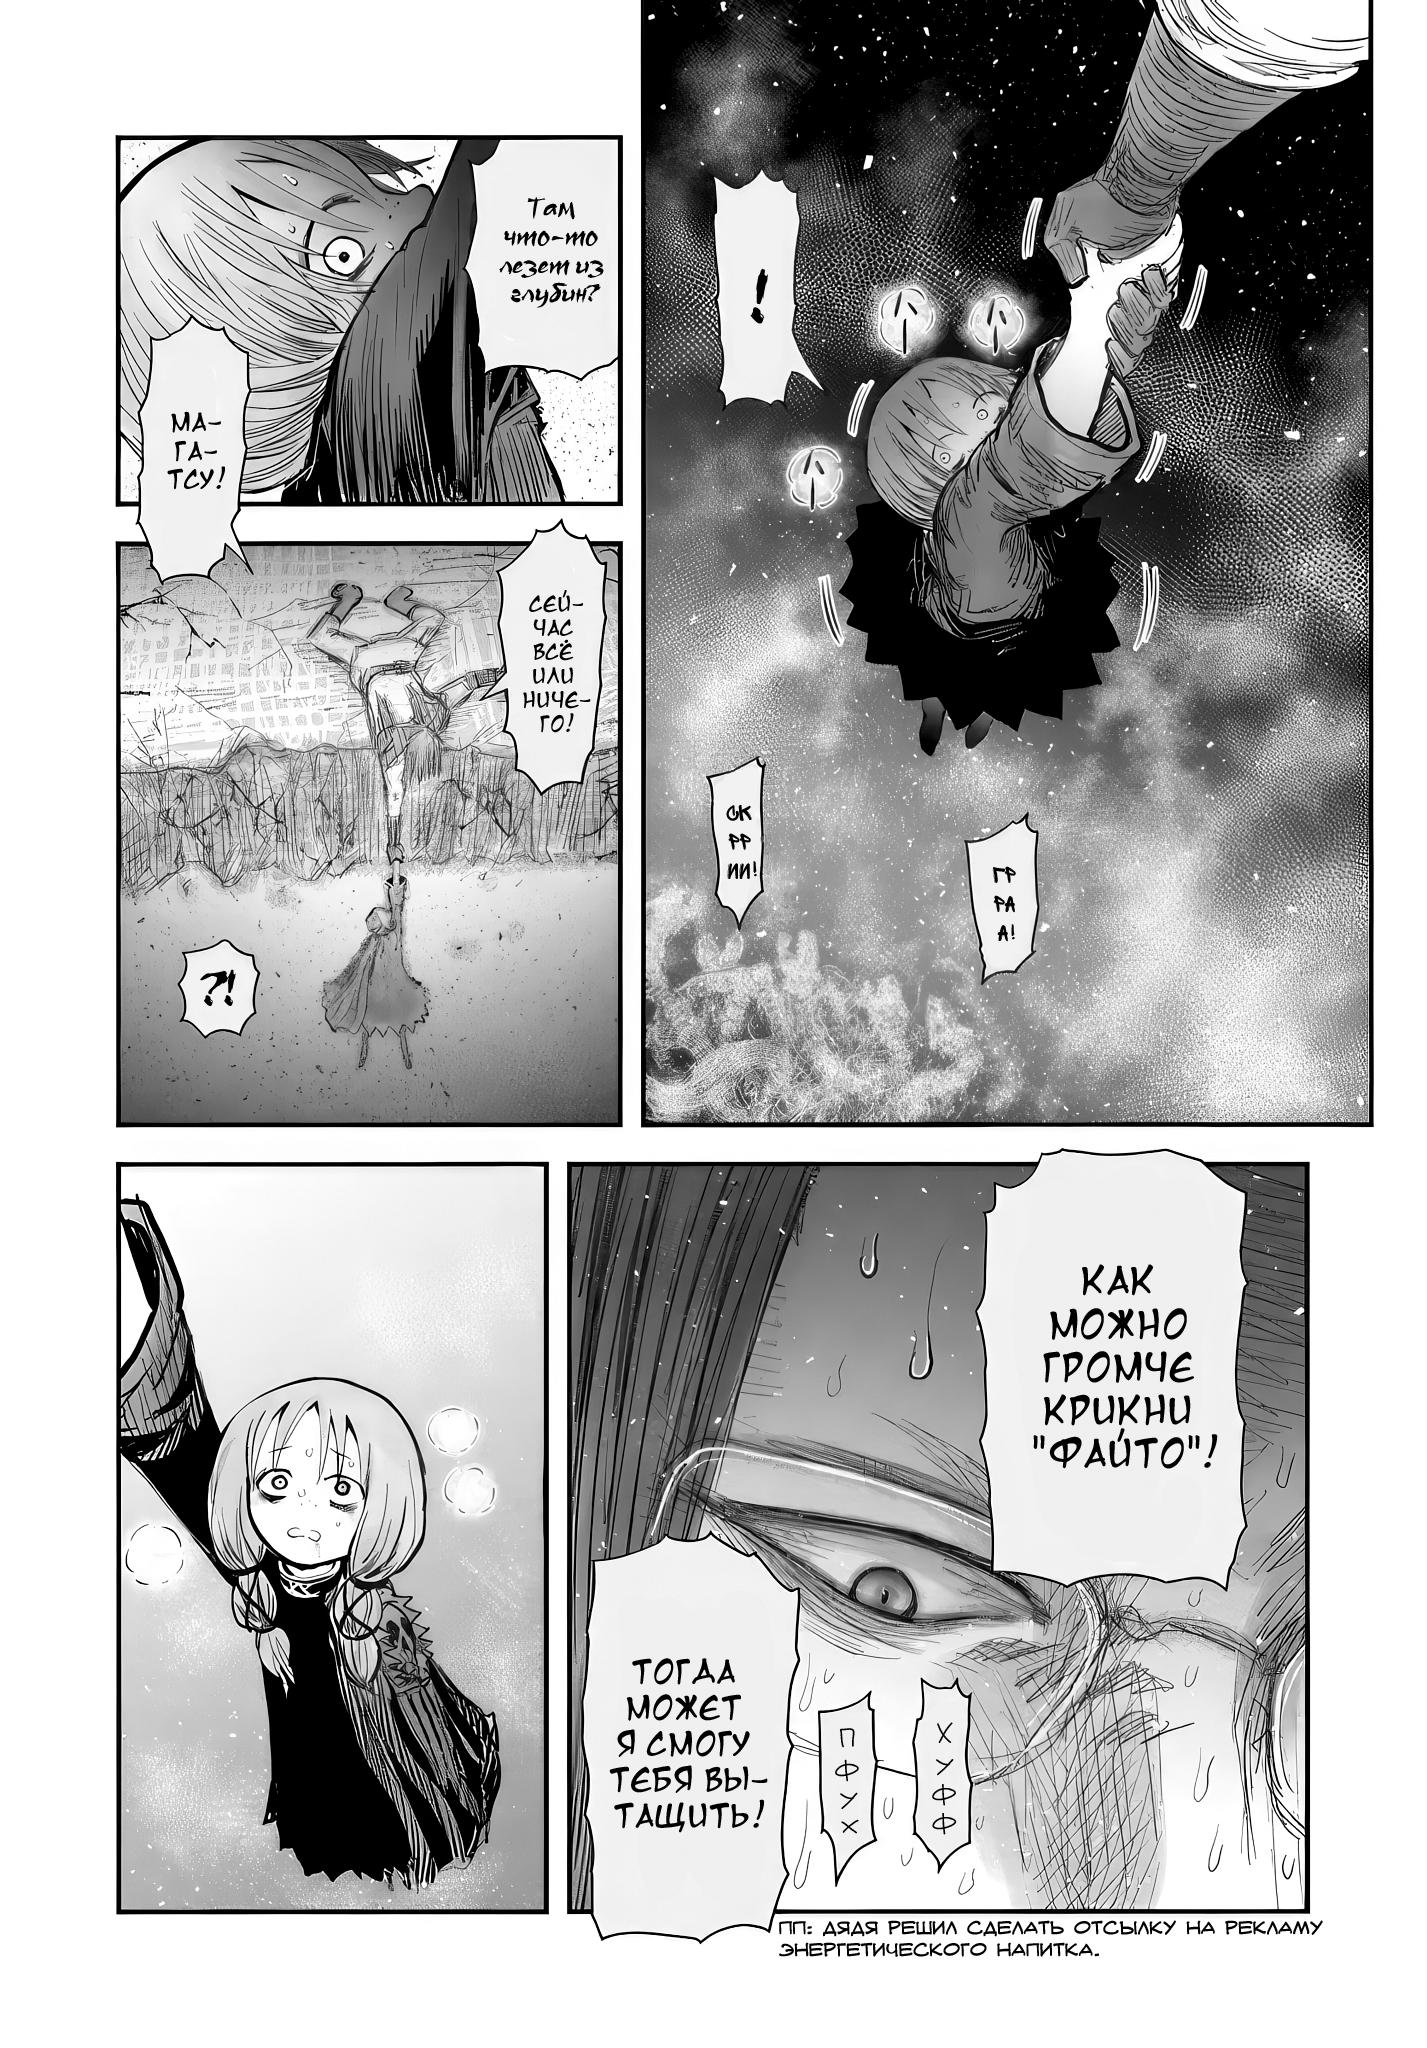 !
СК
РР
ИИ!
ГР
РА
А!
Там
что-то
лезет из
глубин?
МА-
ГА-
ТСУ!
СЕЙ-
ЧАС
ВСЁ
ИЛИ
НИЧЕ-
ГО!
?!
КАК
МОЖНО
ГРОМЧЕ
КРИКНИ
"ФАЙТО"!
ХУФФ
ПФУХ
ТОГДА
МОЖЕТ
Я СМОГУ
ТЕБЯ ВЫ-
ТАЩИТЬ!
ПП: ДЯДЯ РЕШИЛ СДЕЛАТЬ ОТСЫЛКУ НА РЕКЛАМУ
ЭНЕРГЕТИЧЕСКОГО НАПИТКА.